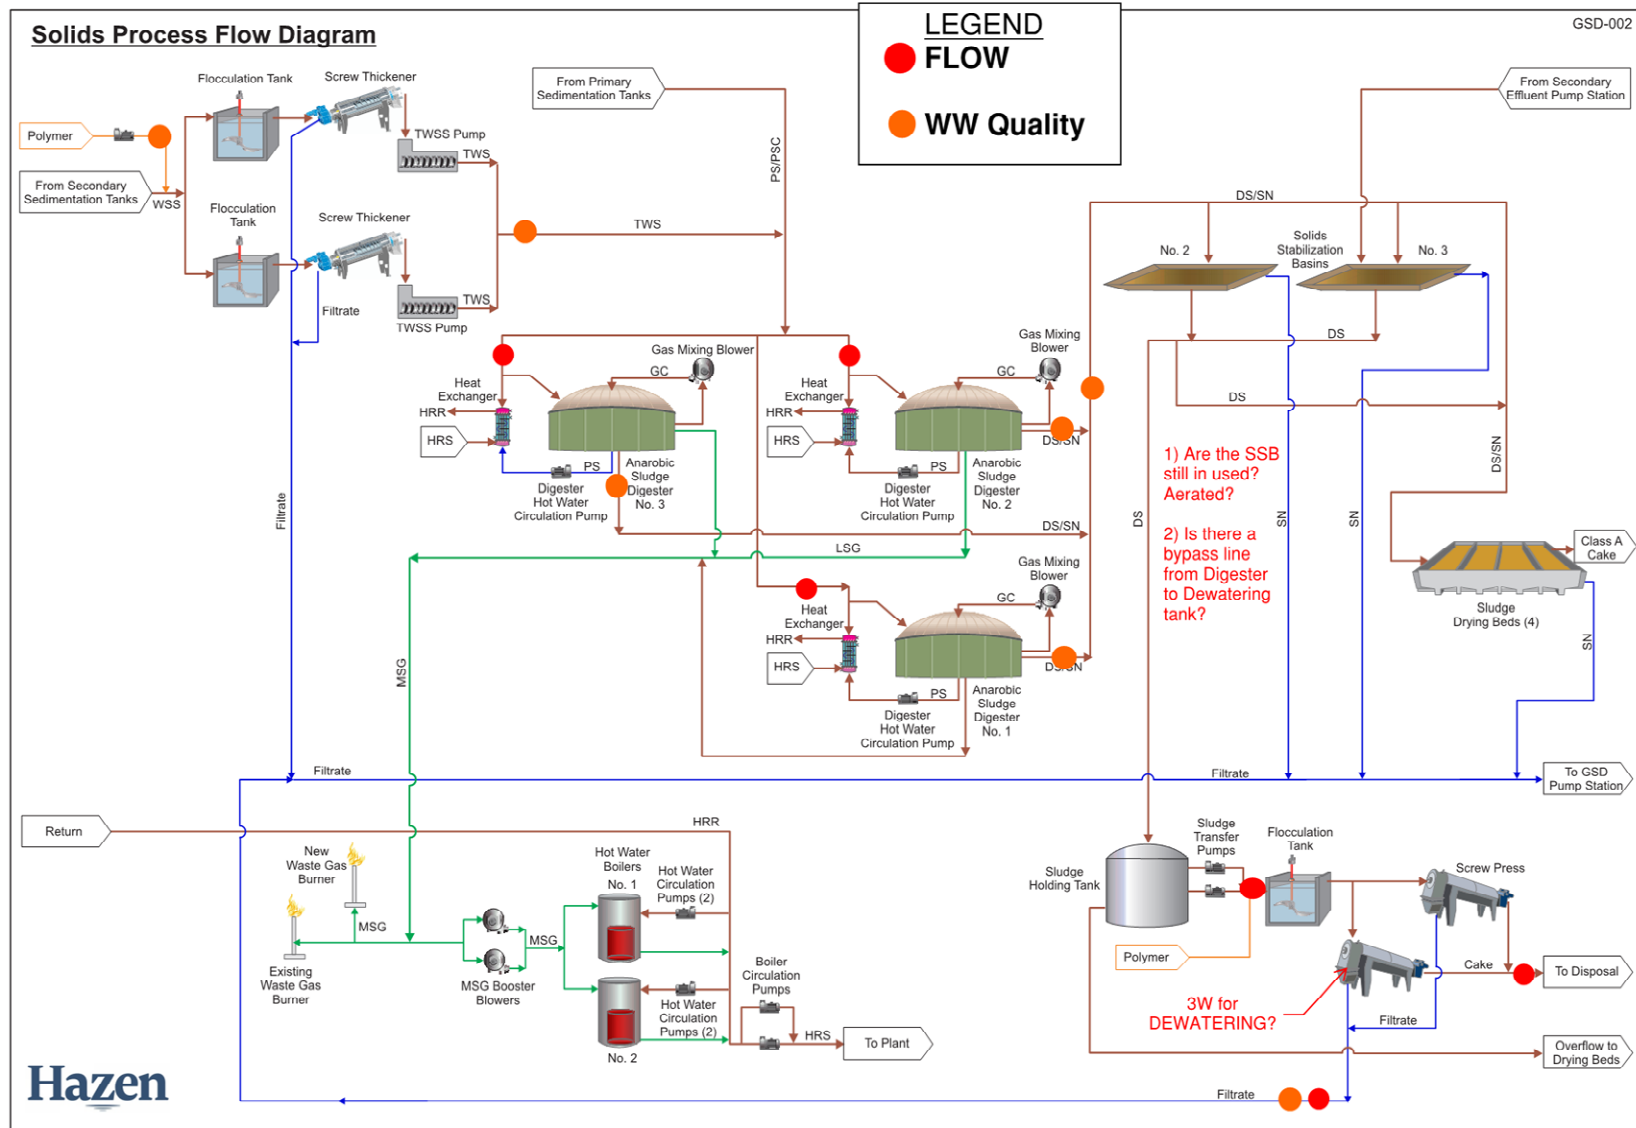 Solids Process Flow Diagram
LEGEND
FLOW
WW Quality
GSD-002
Flocculation Tank
Screw Thickener
Polymer
From Secondary
Sedimentation Tanks
WSS
TWSS Pump
TWS
Flocculation
Tank
Screw Thickener
TWS
TWSS Pump
Filtrate
TWS
From Primary
Sedimentation Tanks
PS/PSC
From Secondary
Effluent Pump Station
DS/SN
No. 2
Solids
Stabilization
Basins
No. 3
DS
DS
DS
SN
SN
DS/SN
Gas Mixing Blower
GC
Heat
Exchanger
HRR
HRS
PS
Digester
Hot Water
Circulation Pump
Anarobic
Sludge
Digester
No. 3
Gas Mixing
Blower
GC
Heat
Exchanger
HRR
HRS
DS/SN
PS
Digester
Hot Water
Circulation Pump
Anarobic
Sludge
Digester
No. 2
DS/SN
LSG
Gas Mixing
Blower
GC
Heat
Exchanger
HRR
HRS
DS/SN
PS
Digester
Hot Water
Circulation Pump
Anarobic
Sludge
Digester
No. 1
1) Are the SSB
still in used?
Aerated?
2) Is there a
bypass line
from Digester
to Dewatering
tank?
Class A
Cake
Sludge
Drying Beds (4)
SN
Filtrate
MSG
Filtrate
Filtrate
To GSD
Pump Station
Return
HRR
New
Waste Gas
Burner
MSG
Existing
Waste Gas
Burner
MSG Booster
Blowers
MSG
Hot Water
Boilers
No. 1
Hot Water
Circulation
Pumps (2)
Hot Water
Circulation
Pumps (2)
No. 2
Boiler
Circulation
Pumps
HRS
To Plant
Sludge
Holding Tank
Sludge
Transfer
Pumps
Flocculation
Tank
Screw Press
Polymer
Cake
To Disposal
3W for
DEWATERING?
Filtrate
Overflow to
Drying Beds
Filtrate
Hazen